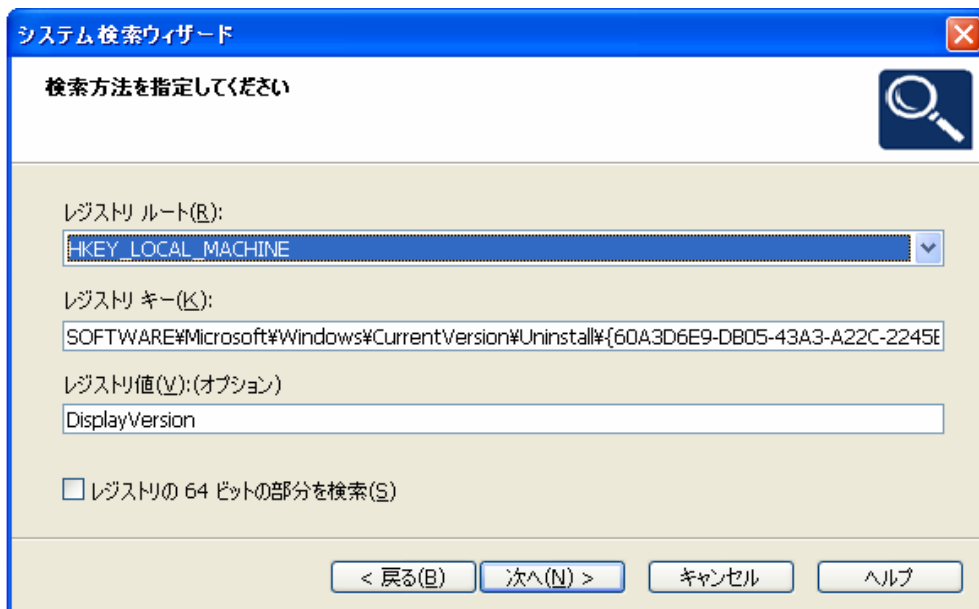 システム検索ウィザード
検索方法を指定してください
レジストリ ルート(R):
HKEY_LOCAL_MACHINE
レジストリ キー(K):
SOFTWARE¥Microsoft¥Windows¥CurrentVersion¥Uninstall¥{60A3D6E9-DB05-43A3-A22C-2245E
レジストリ値(V):(オプション)
DisplayVersion
レジストリの 64 ビットの部分を検索(S)
< 戻る(B) 次へ(N) > キャンセル ヘルプ